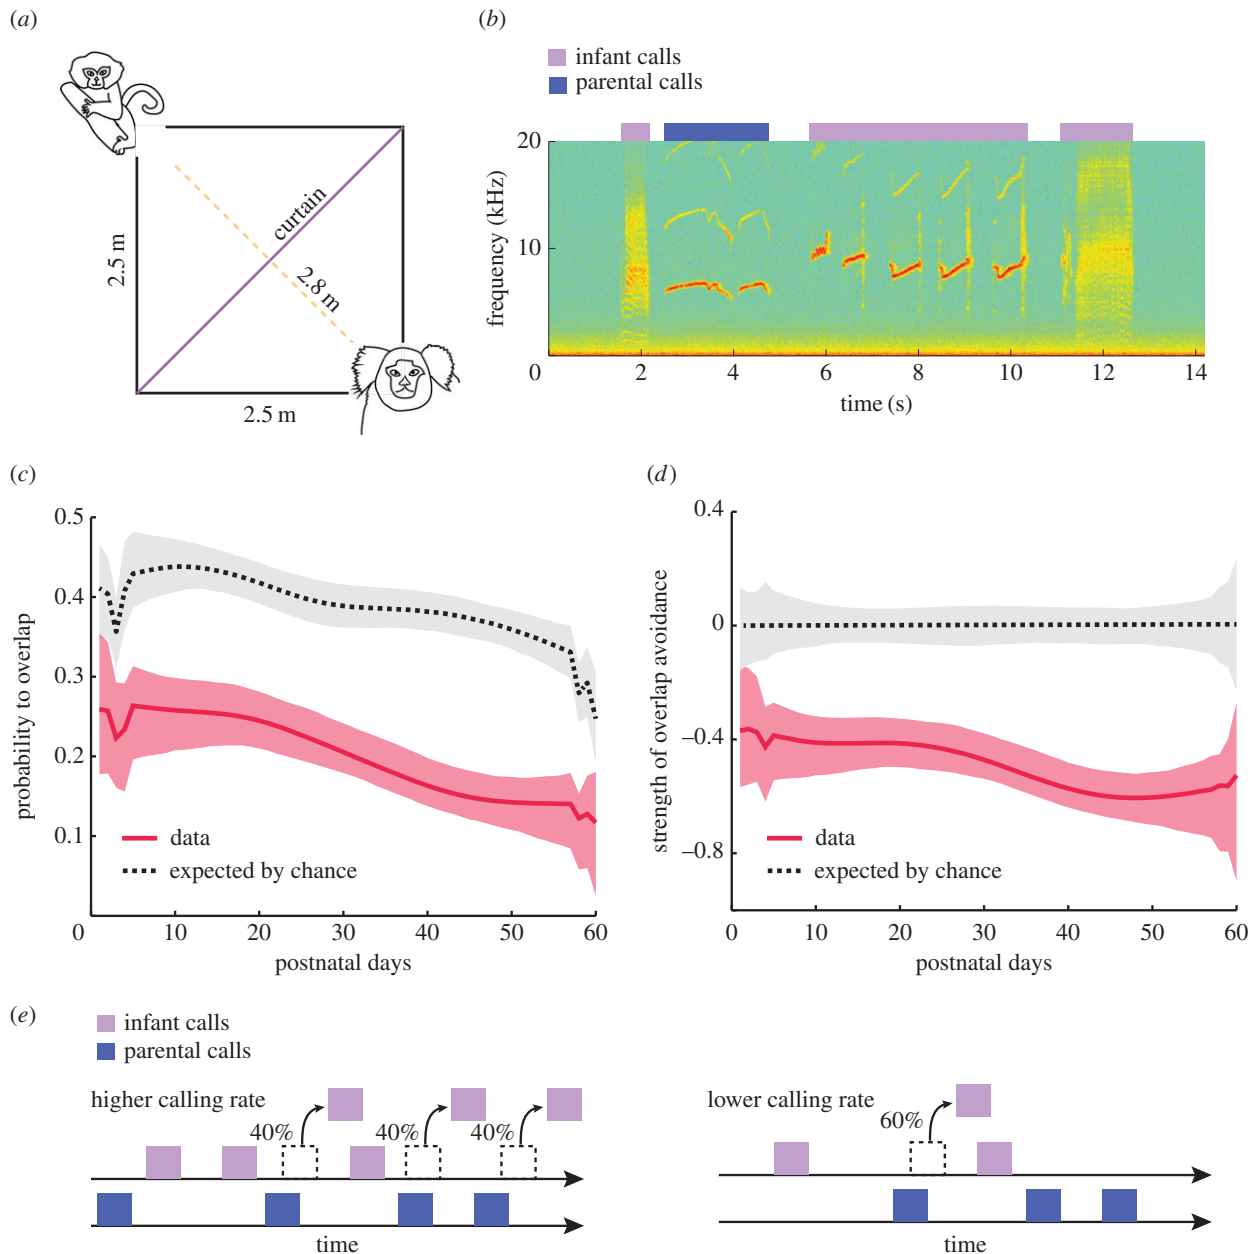 (a)
curtain
2.8 m
2.5 m
2.5 m
(b)
infant calls
parental calls
20
10
0
frequency (kHz)
0 2 4 6 8 10 12 14
time (s)
(c)
0.5
0.4
0.3
0.2
0.1
probability to overlap
data
expected by chance
0 10 20 30 40 50 60
postnatal days
(d)
0.4
0
−0.4
−0.8
strength of overlap avoidance
data
expected by chance
0 10 20 30 40 50 60
postnatal days
(e)
infant calls
parental calls
higher calling rate
40% 40% 40%
time
lower calling rate
60%
time